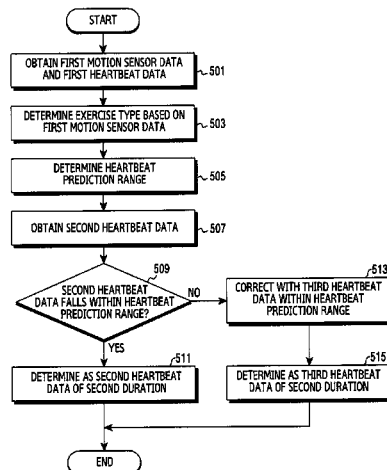 START
OBTAIN FIRST MOTION SENSOR DATA
AND FIRST HEARTBEAT DATA
501
DETERMINE EXERCISE TYPE BASED ON
FIRST MOTION SENSOR DATA
503
DETERMINE HEARTBEAT
PREDICTION RANGE
505
OBTAIN SECOND HEARTBEAT DATA
507
509
SECOND HEARTBEAT
DATA FALLS WITHIN HEARTBEAT
PREDICTION RANGE?
NO
YES
513
CORRECT WITH THIRD HEARTBEAT
DATA WITHIN HEARTBEAT
PREDICTION RANGE
511
DETERMINE AS SECOND HEARTBEAT
DATA OF SECOND DURATION
515
DETERMINE AS THIRD HEARTBEAT
DATA OF SECOND DURATION
END